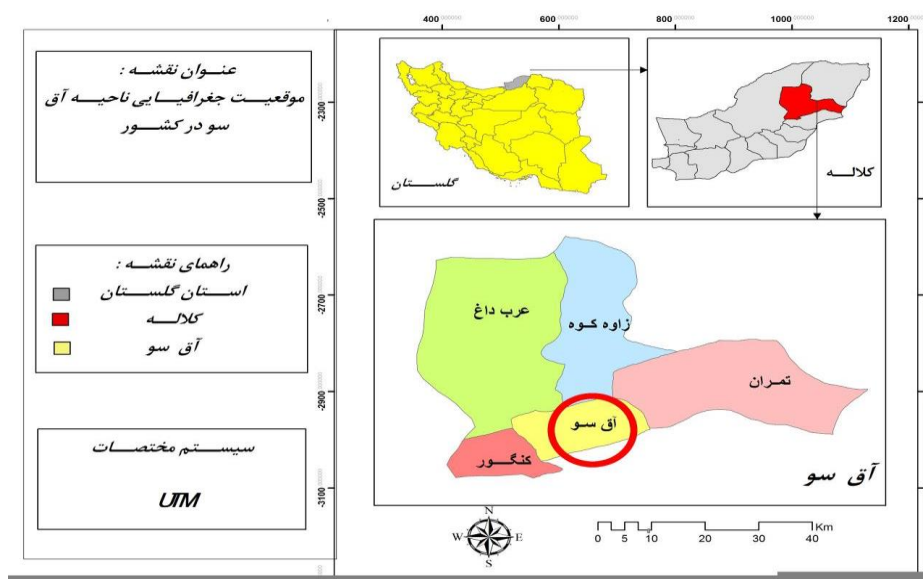 400 600 800 1000 1200
عنوان نقشه :
موقعیت جغرافیایی ناحیه آق
سو در کشور
-2300
-2500
-2700
-2900
-3100
گلستان
کلاله
راهمای نقشه :
استان گلستان
کلاله
آق سو
سیستم مختصات
UTM
عرب داغ
زاوه کوه
تمران
آق سو
کنگور
آق سو
N
W E
S
Km
0 5 10 20 30 40